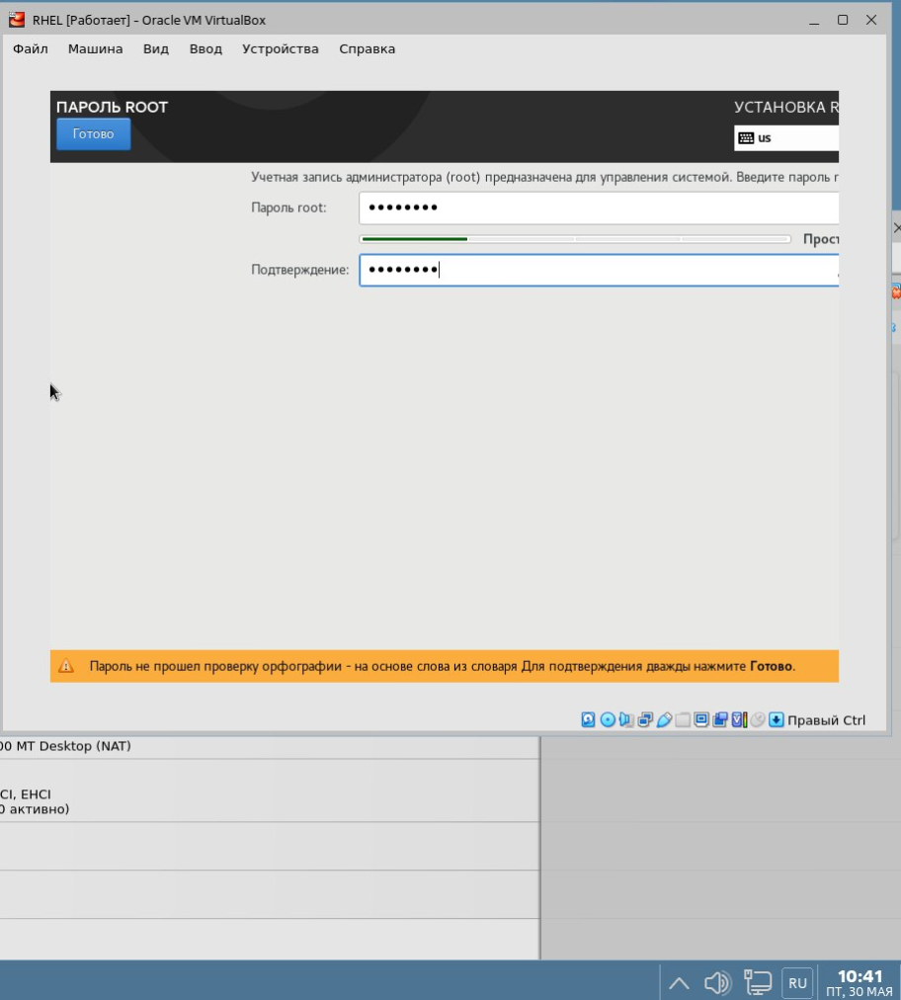 RHEL [Работает] - Oracle VM VirtualBox
Файл Машина Вид Ввод Устройства Справка
ПАРОЛЬ ROOT
УСТАНОВКА R
Готово
us
Учетная запись администратора (root) предназначена для управления системой. Введите пароль
Пароль root:
Прост
Подтверждение:
Пароль не прошел проверку орфографии - на основе слова из словаря Для подтверждения дважды нажмите Готово.
Правый Ctrl
00 MT Desktop (NAT)
CI, EHCI
0 активно)
RU
10:41
ПТ, 30 МАЯ